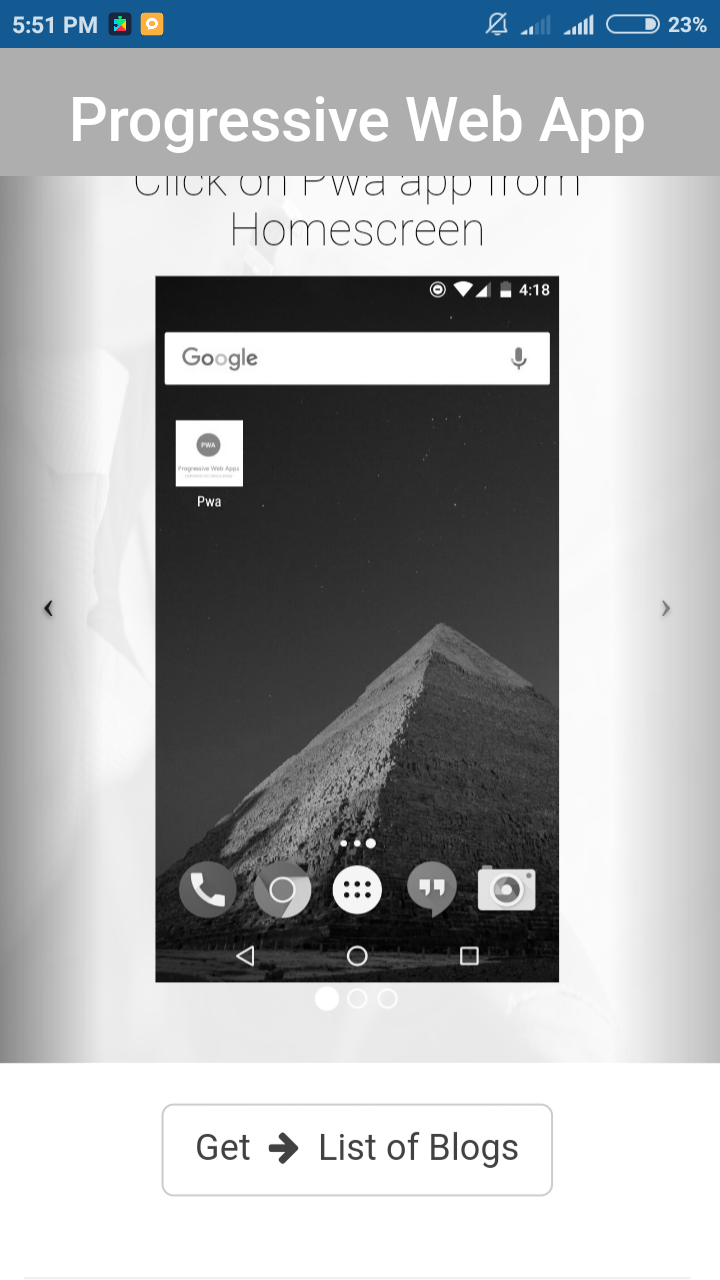 5:51 PM 23%
Progressive Web App
Click on Pwa app from
Homescreen
4:18
Google
PWA
Progressive Web Apps
Pwa
Get List of Blogs